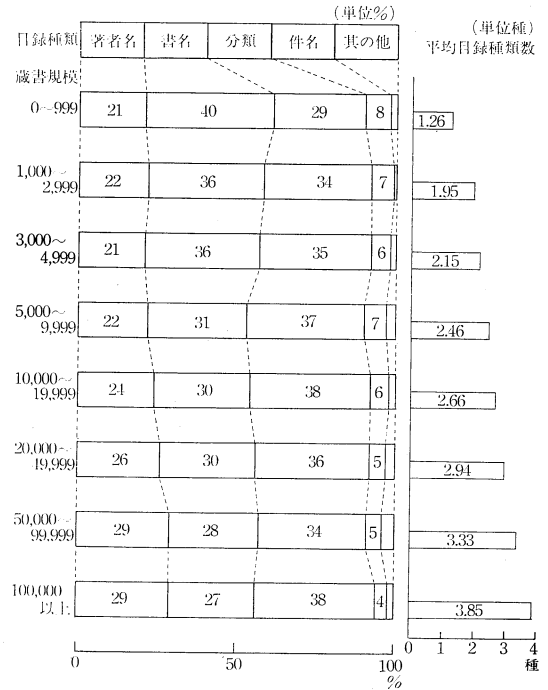 (単位%)
目録種類 著者名 書名 分類 件名 其の他
(単位種)
平均目録種類数
蔵書規模
0〜999 21 40 29 8 1.26
1,000〜
2,999 22 36 34 7 1.95
3,000〜
4,999 21 36 35 6 2.15
5,000〜
9,999 22 31 37 7 2.46
10,000〜
19,999 24 30 38 6 2.66
20,000〜
49,999 26 30 36 5 2.94
50,000〜
99,999 29 28 34 5 3.33
100,000
以上 29 27 38 4 3.85
0 50 100
%
0 1 2 3 4
種